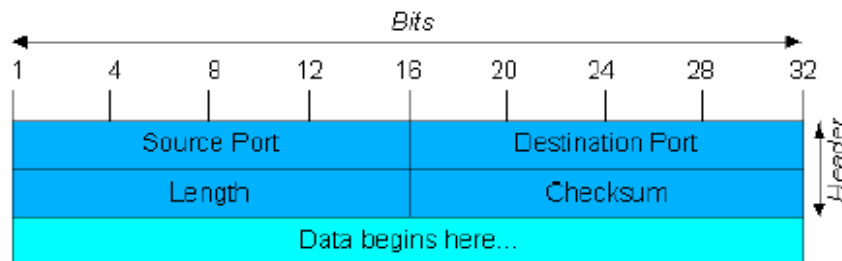 Bits
1 4 8 12 16 20 24 28 32
Source Port Destination Port
Length Checksum
Data begins here...
Header